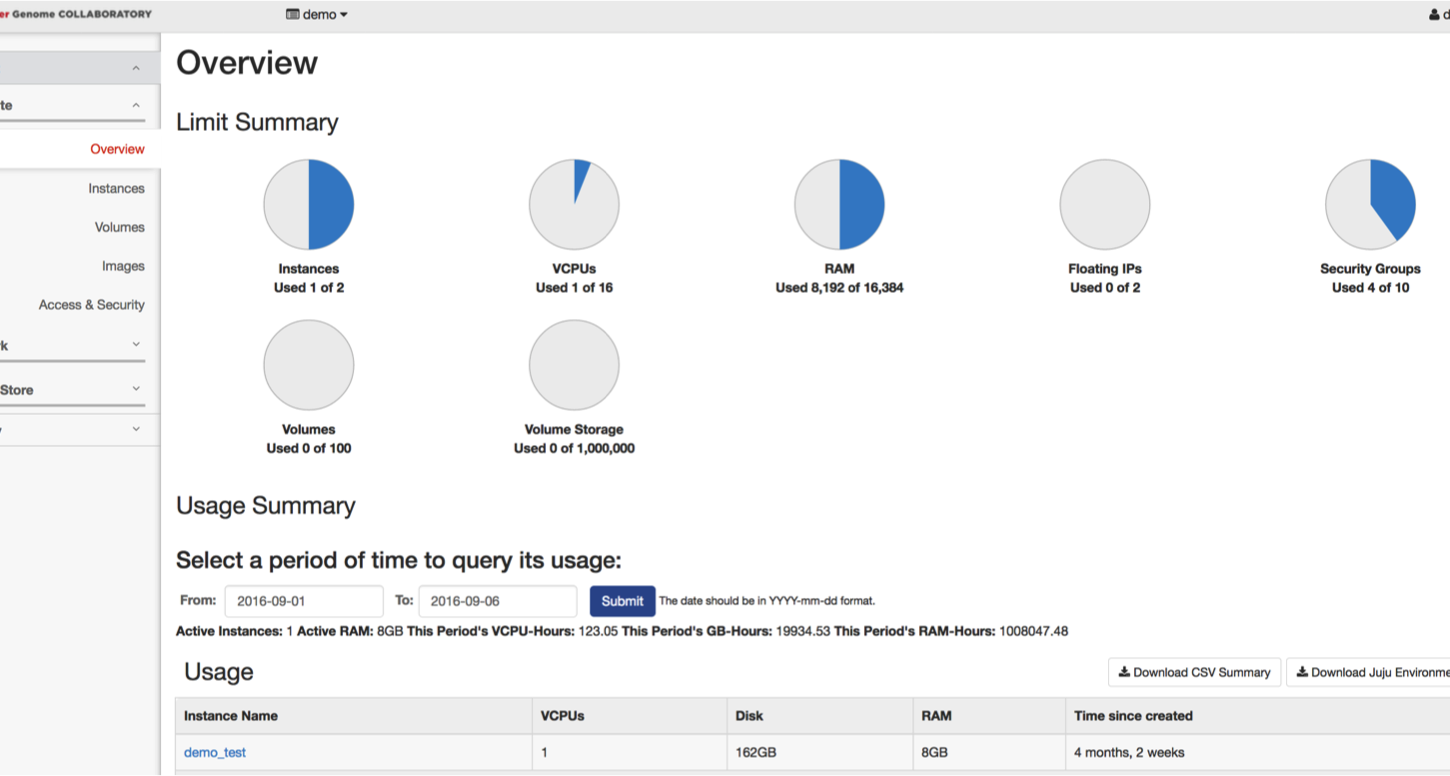 er Genome COLLABORATORY
demo
d
te
Overview
Instances
Volumes
Images
Access & Security
k
Store
Overview
Limit Summary
Instances
Used 1 of 2
VCPUs
Used 1 of 16
RAM
Used 8,192 of 16,384
Floating IPs
Used 0 of 2
Security Groups
Used 4 of 10
Volumes
Used 0 of 100
Volume Storage
Used 0 of 1,000,000
Usage Summary
Select a period of time to query its usage:
From: 2016-09-01 To: 2016-09-06 Submit The date should be in YYYY-mm-dd format.
Active Instances: 1 Active RAM: 8GB This Period's VCPU-Hours: 123.05 This Period's GB-Hours: 19934.53 This Period's RAM-Hours: 1008047.48
Usage
Download CSV Summary Download Juju Environme
Instance Name VCPUs Disk RAM Time since created
demo_test 1 162GB 8GB 4 months, 2 weeks